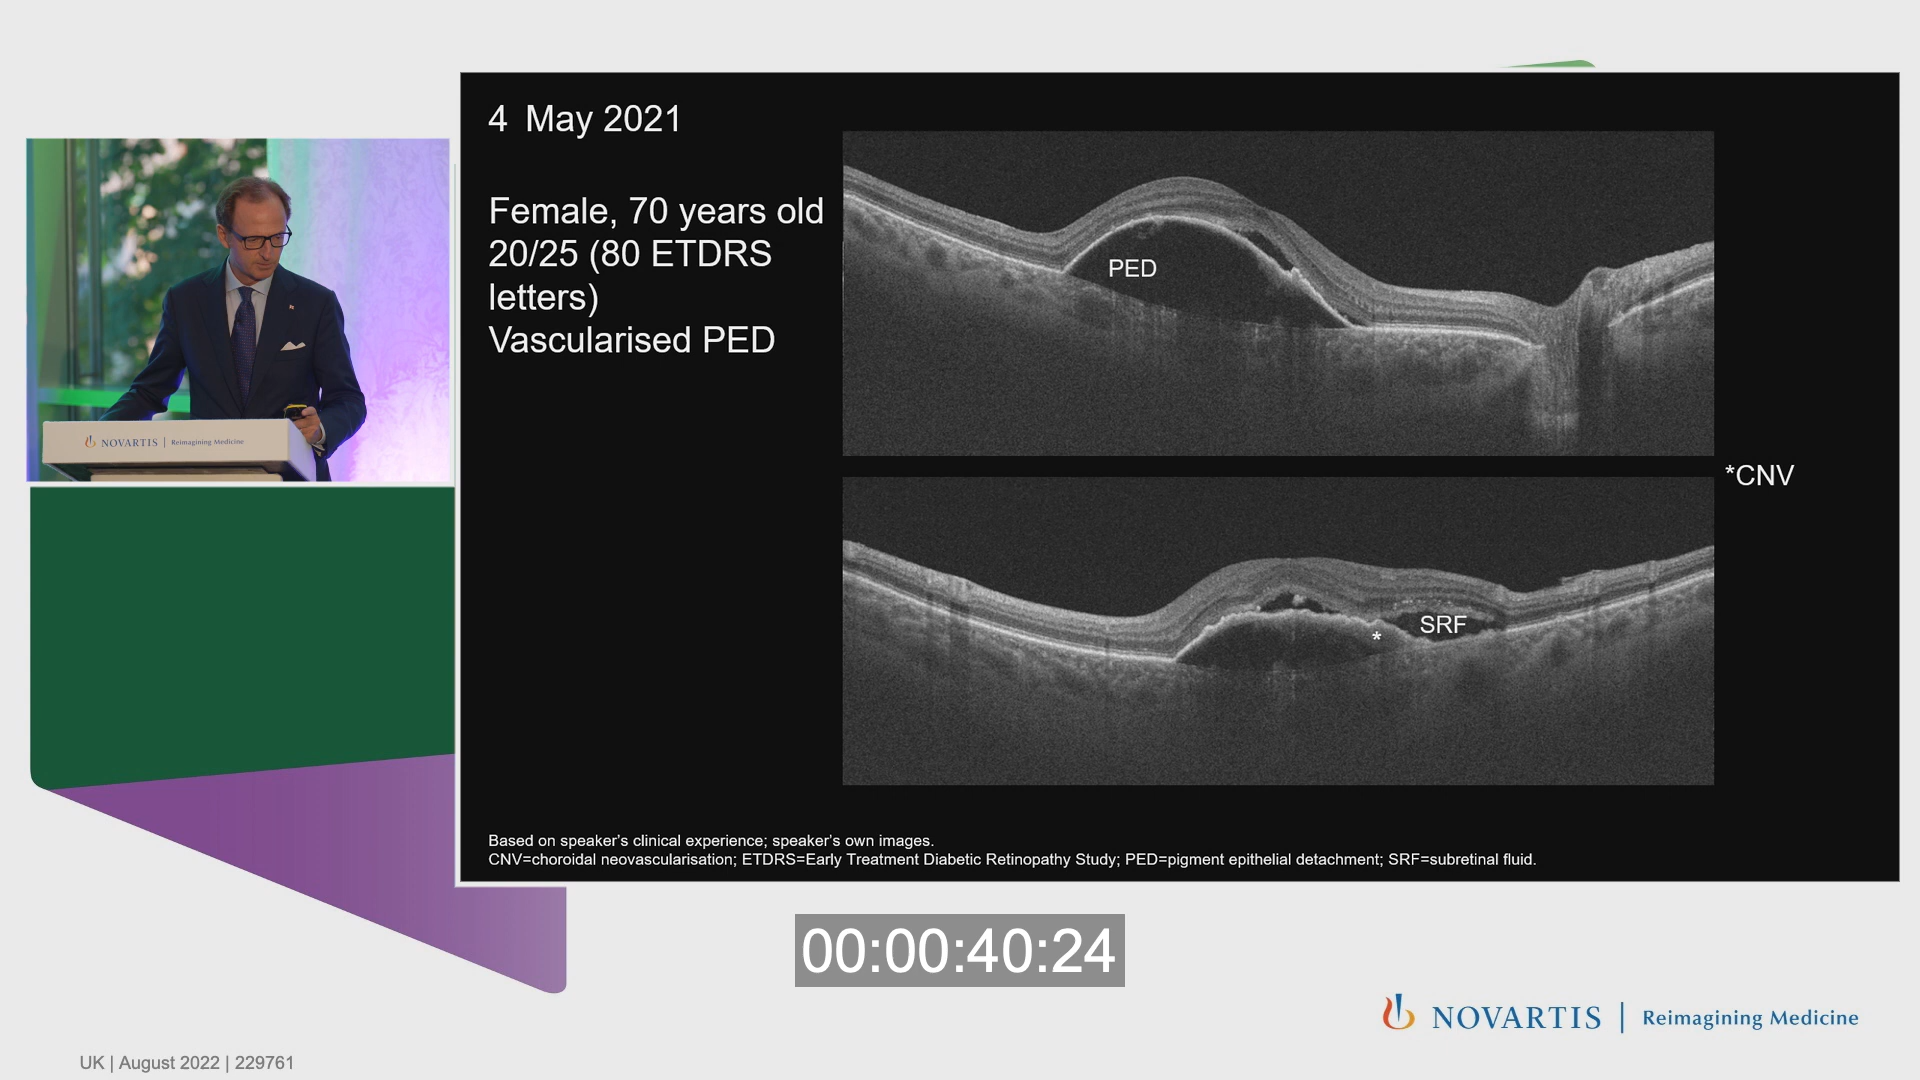 4 May 2021
Female, 70 years old
20/25 (80 ETDRS
letters)
Vascularised PED
PED
*CNV
SRF
*
Based on speaker's clinical experience; speaker's own images.
CNV=choroidal neovascularisation; ETDRS=Early Treatment Diabetic Retinopathy Study; PED=pigment epithelial detachment; SRF=subretinal fluid.
NOVARTIS | Reimagining Medicine
00:00:40:24
NOVARTIS | Reimagining Medicine
UK | August 2022 | 229761